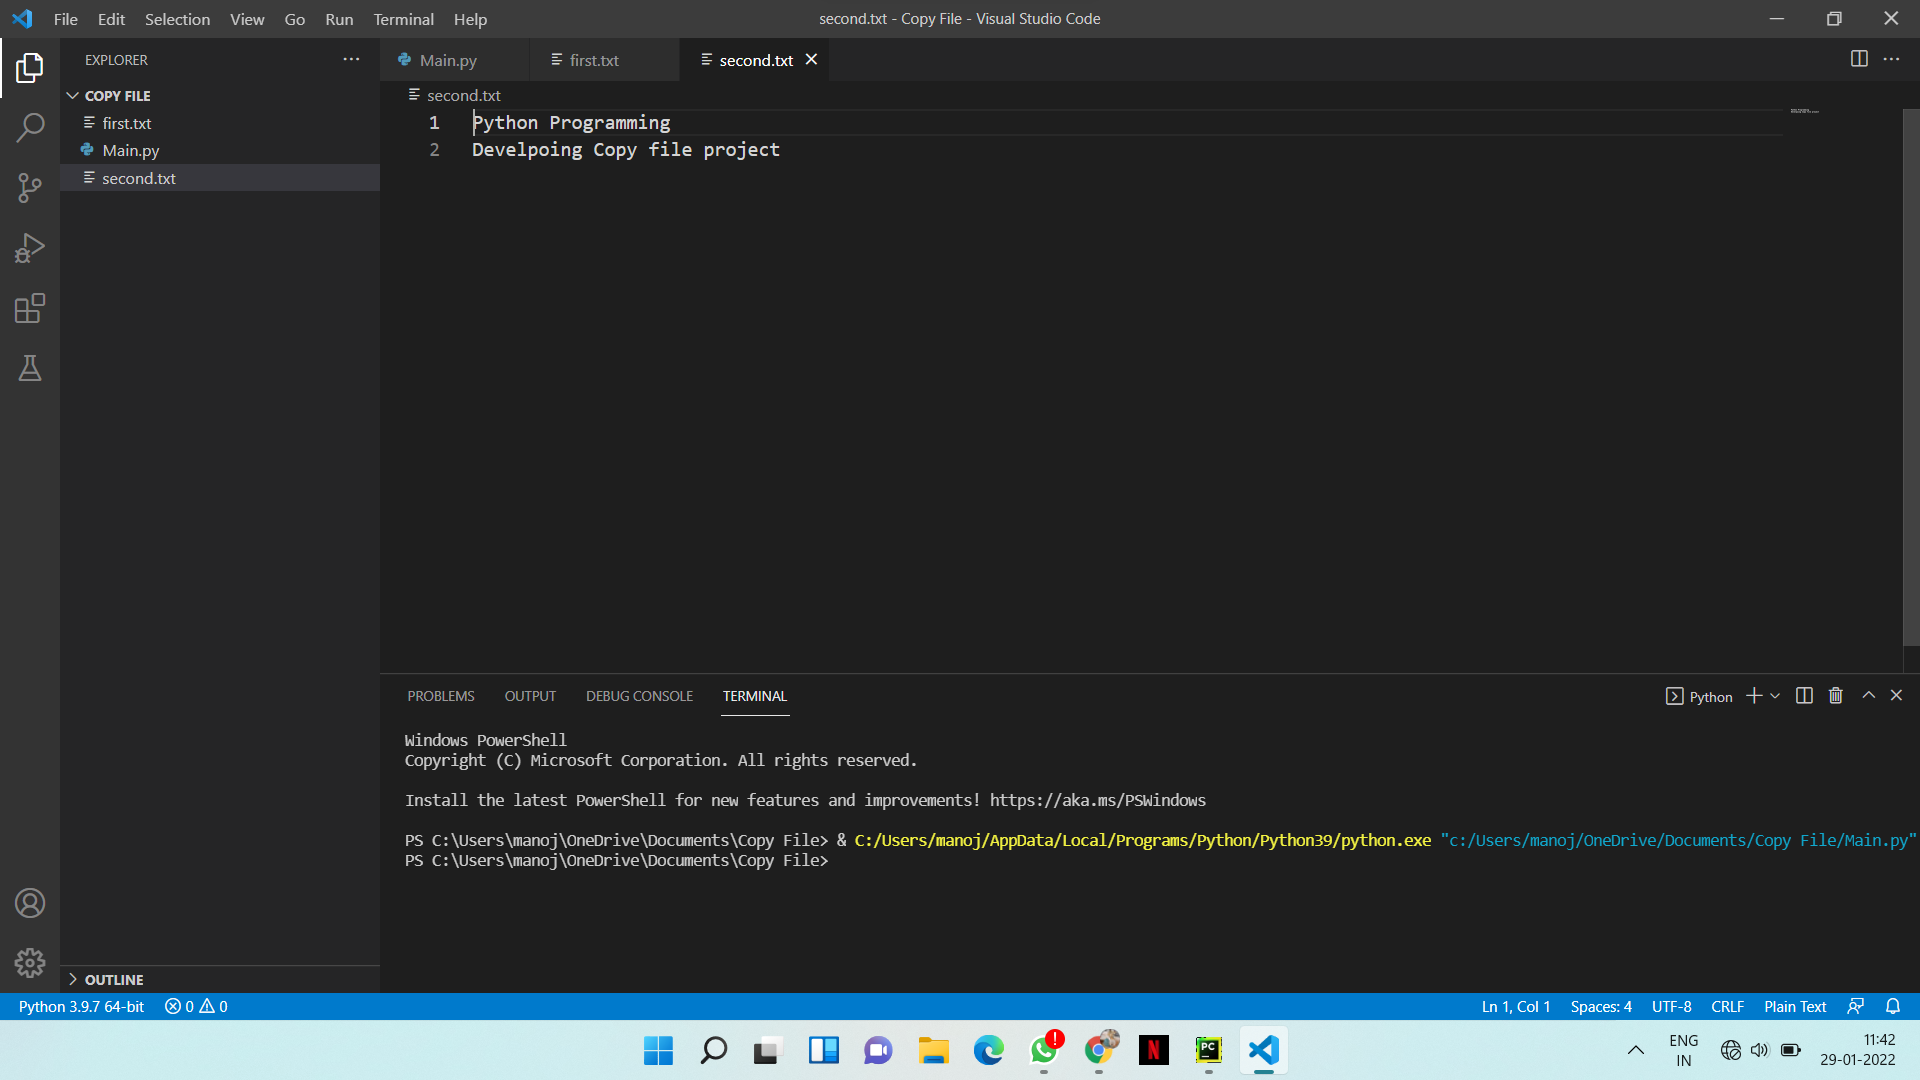 File Edit Selection View Go Run Terminal Help
second.txt - Copy File - Visual Studio Code
EXPLORER
COPY FILE
first.txt
Main.py
second.txt
OUTLINE
Main.py first.txt second.txt
second.txt
1 Python Programming
2 Develpoing Copy file project
PROBLEMS OUTPUT DEBUG CONSOLE TERMINAL
Python
Windows PowerShell
Copyright (C) Microsoft Corporation. All rights reserved.
Install the latest PowerShell for new features and improvements! https://aka.ms/PSWindows
PS C:\Users\manoj\OneDrive\Documents\Copy File> & C:/Users/manoj/AppData/Local/Programs/Python/Python39/python.exe "c:/Users/manoj/OneDrive/Documents/Copy File/Main.py"
PS C:\Users\manoj\OneDrive\Documents\Copy File>
Python 3.9.7 64-bit 0 0 Ln 1, Col 1 Spaces: 4 UTF-8 CRLF Plain Text
!
N
PC
ENG
IN
11:42
29-01-2022